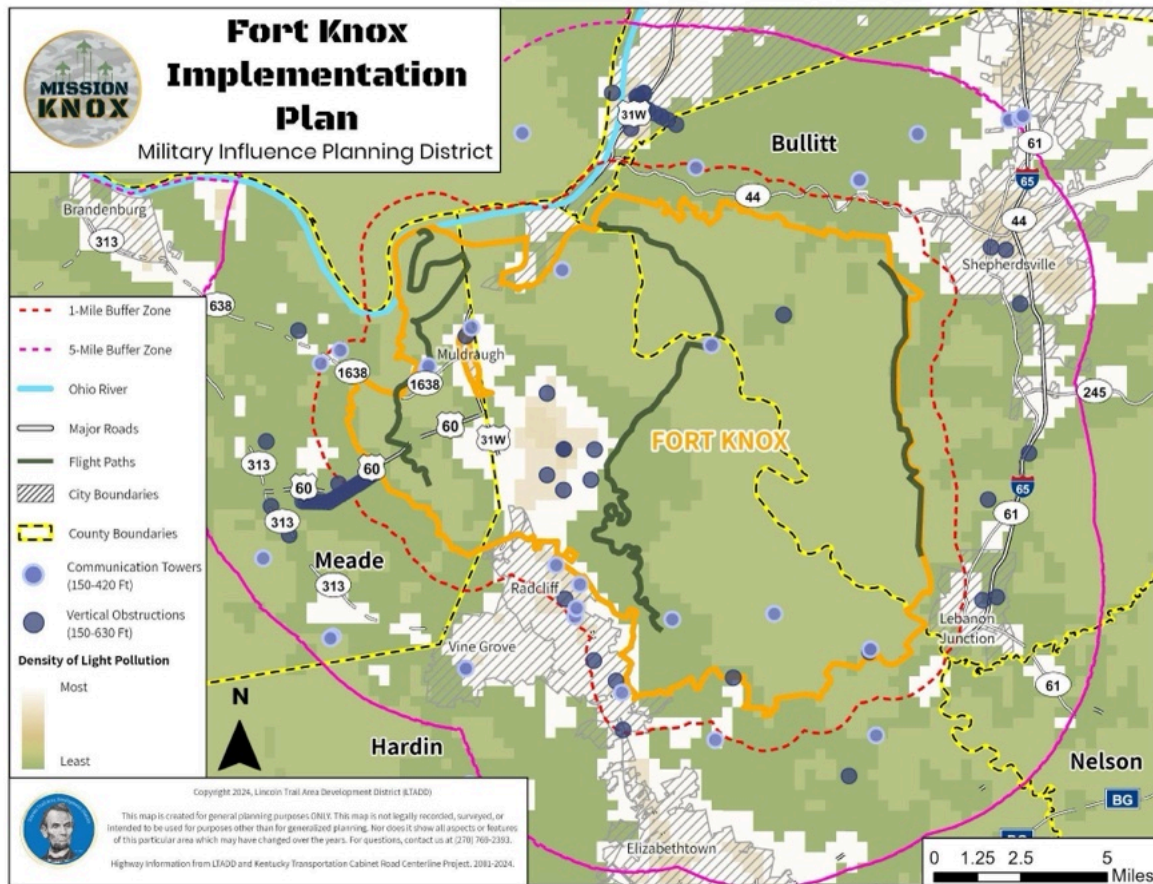 MISSION
KNOX
Fort Knox
Implementation
Plan
Military Influence Planning District
31W
Bullitt
61
65
44
44
Brandenburg
313
Shepherdsville
638
1-Mile Buffer Zone
5-Mile Buffer Zone
Ohio River
Major Roads
Flight Paths
City Boundaries
County Boundaries
Communication Towers
(150-420 Ft)
Vertical Obstructions
(150-630 Ft)
Density of Light Pollution
Most
Least
Muldraugh
1638
1638
245
60
31W
FORT KNOX
313
60
60
313
65
61
Meade
313
Radcliff
Lebanon
Junction
Vine Grove
61
N
Hardin
Nelson
BG
Elizabethtown
Copyright 2024, Lincoln Trail Area Development District (LTADD)
This map is created for general planning purposes ONLY. This map is not legally recorded, surveyed, or
intended to be used for purposes other than for generalized planning. Nor does it show all aspects or features
of this particular area which may have changed over the years. For questions, contact us at (270) 769-2393.
Highway Information from LTADD and Kentucky Transportation Cabinet Road Centerline Project. 2001-2024.
0 1.25 2.5 5
Miles